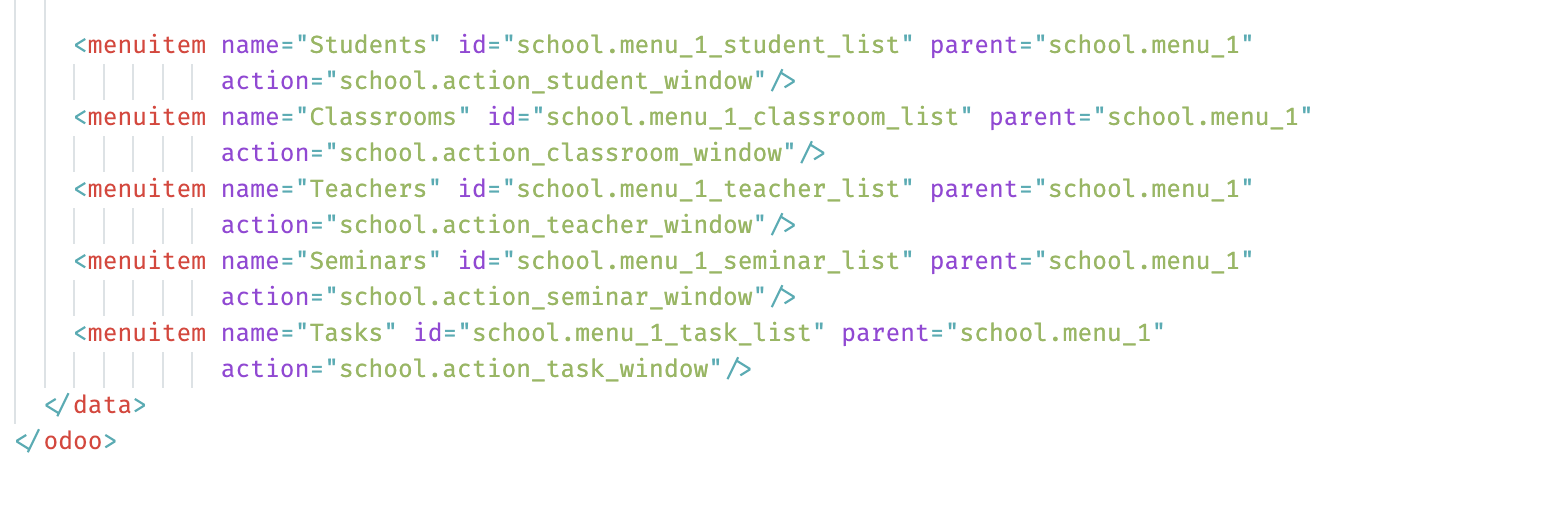 <menuitem name="Students" id="school.menu_1_student_list" parent="school.menu_1"
action="school.action_student_window"/>
<menuitem name="Classrooms" id="school.menu_1_classroom_list" parent="school.menu_1"
action="school.action_classroom_window"/>
<menuitem name="Teachers" id="school.menu_1_teacher_list" parent="school.menu_1"
action="school.action_teacher_window"/>
<menuitem name="Seminars" id="school.menu_1_seminar_list" parent="school.menu_1"
action="school.action_seminar_window"/>
<menuitem name="Tasks" id="school.menu_1_task_list" parent="school.menu_1"
action="school.action_task_window"/>
</data>
</odoo>